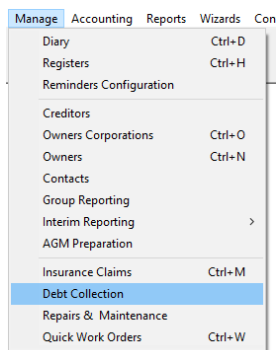 Manage Accounting Reports Wizards Con
Diary Ctrl+D
Registers Ctrl+H
Reminders Configuration
Creditors
Owners Corporations Ctrl+O
Owners Ctrl+N
Contacts
Group Reporting
Interim Reporting >
AGM Preparation
Insurance Claims Ctrl+M
Debt Collection
Repairs & Maintenance
Quick Work Orders Ctrl+W